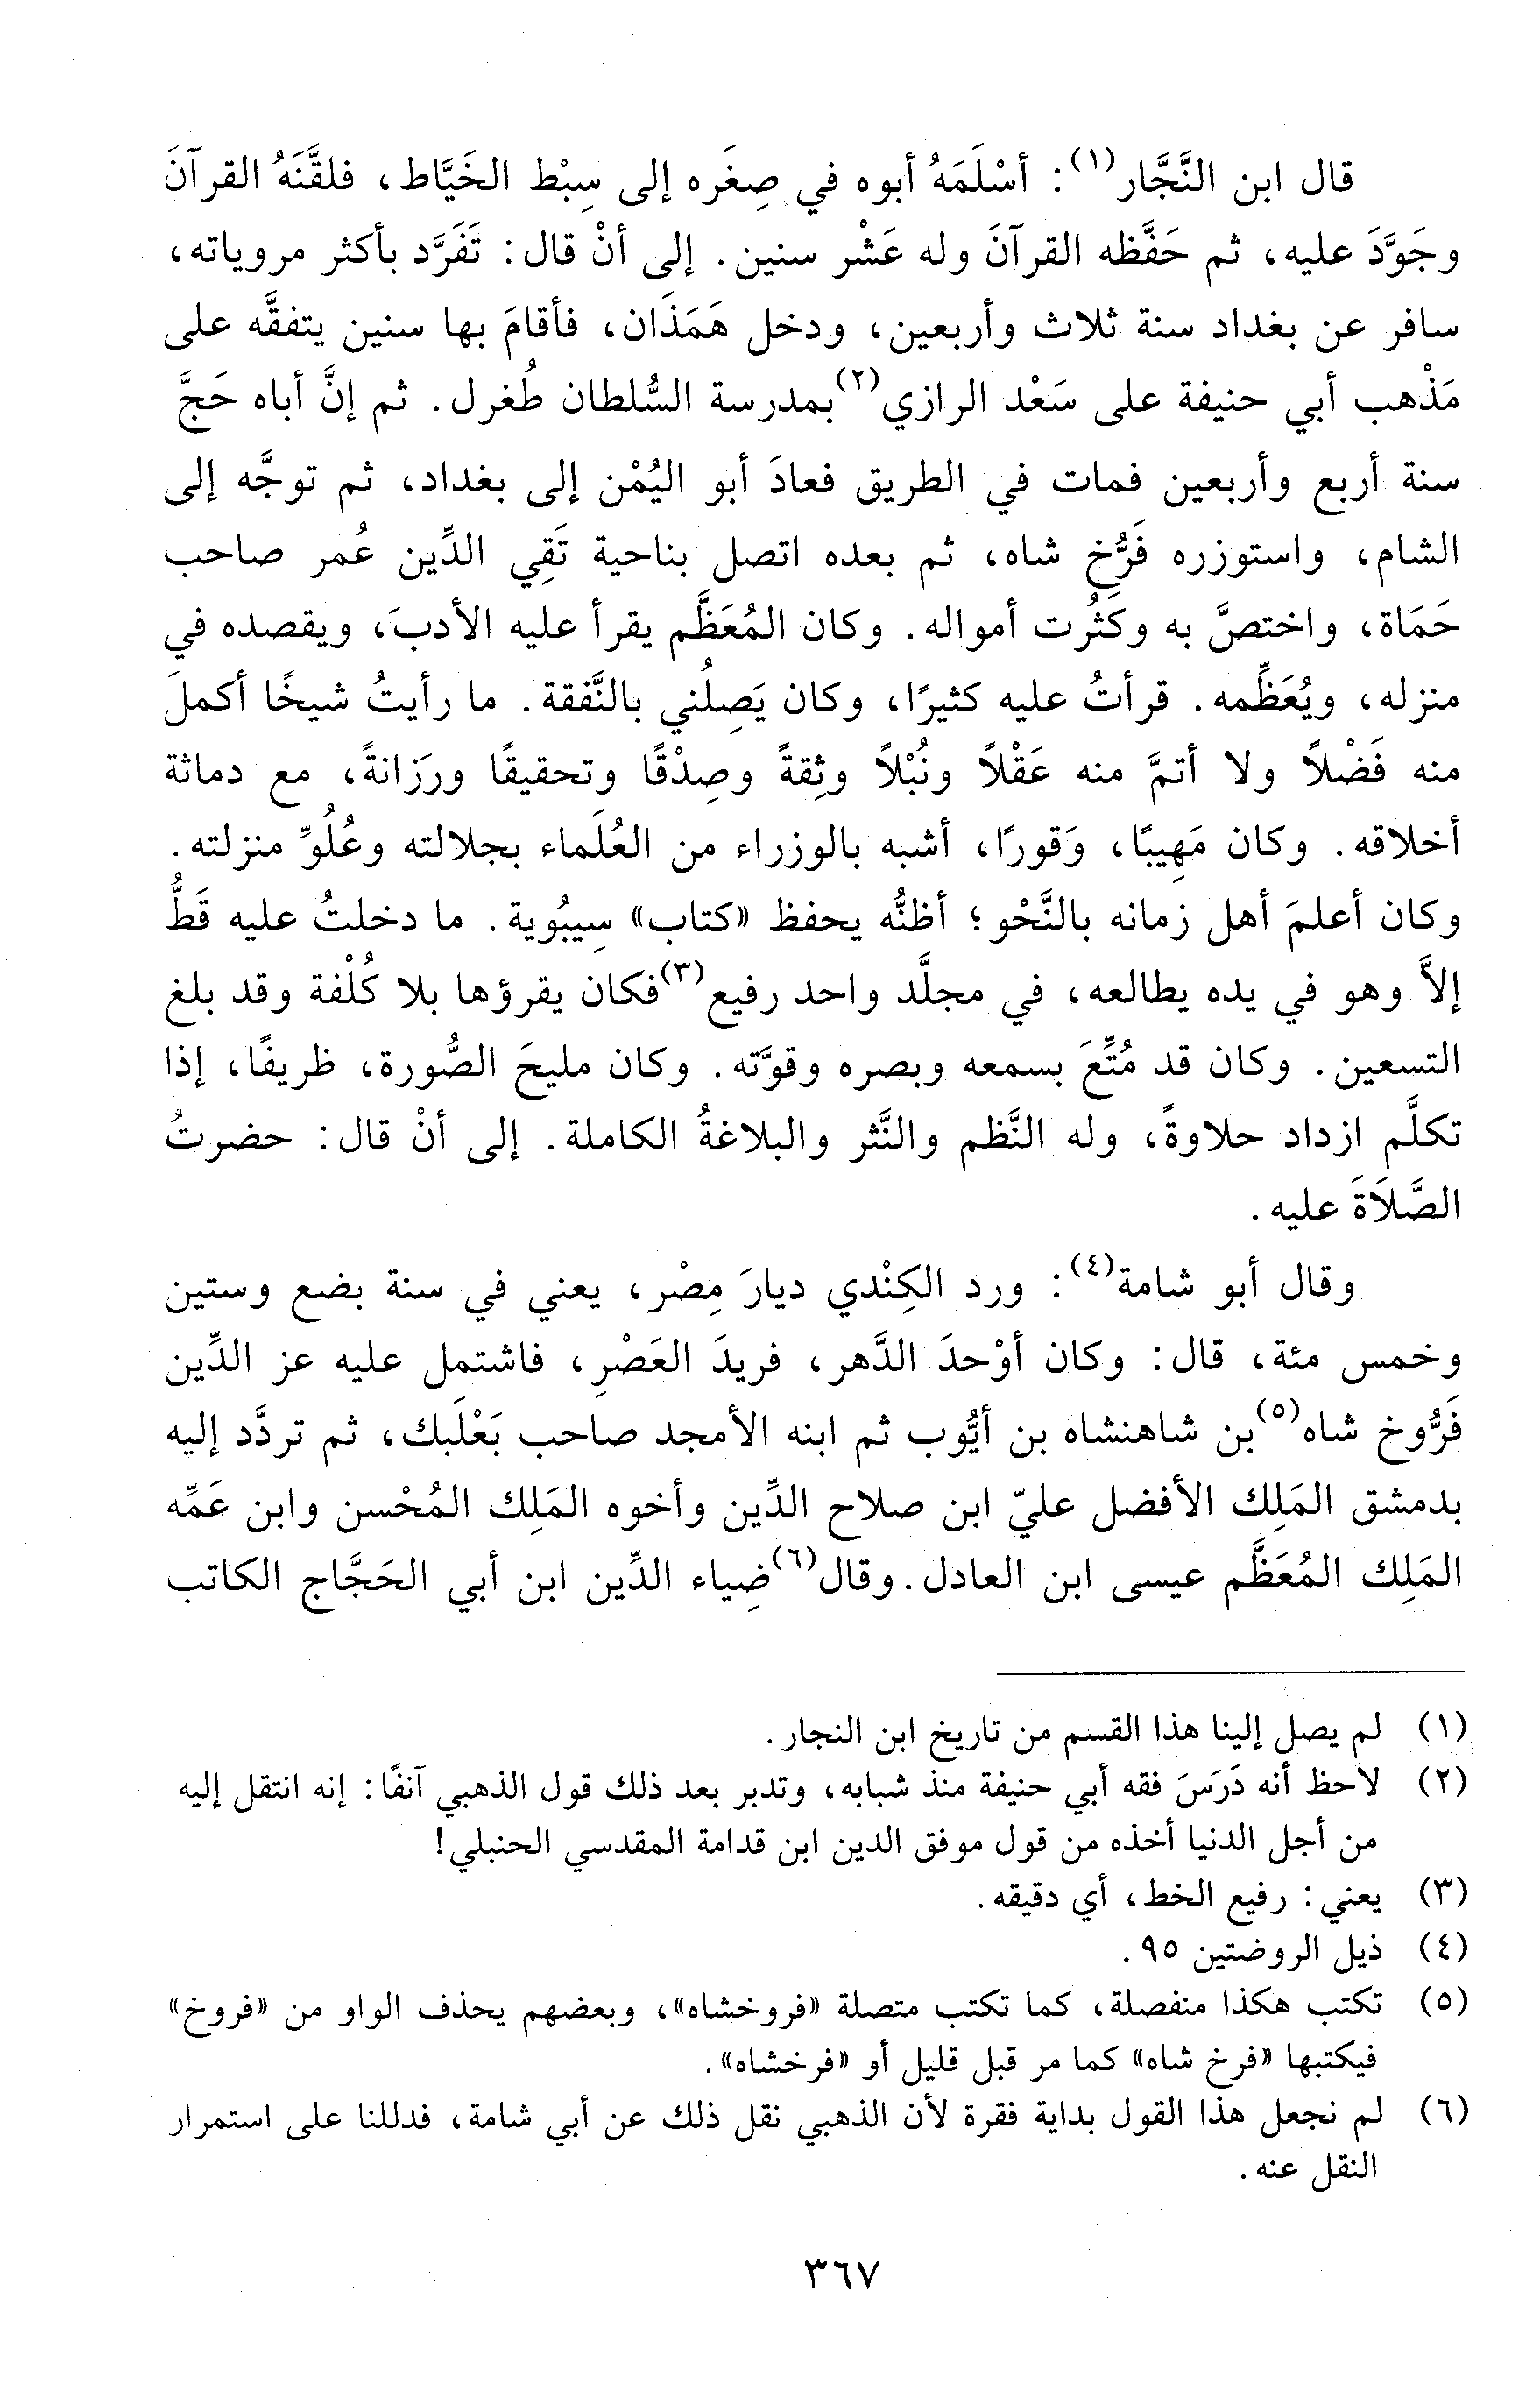 قال ابن النَّجَّار(١): أسْلَمَهُ أبوه في صِغَره إلى سِبْط الخَيَّاط، فلقَّنَهُ القرآنَ
وجَوَّدَ عليه، ثم حَفَّظه القرآنَ وله عَشْر سنين. إلى أنْ قال: تَفَرَّد بأكثر مروياته،
سافر عن بغداد سنة ثلاث وأربعين، ودخل هَمَذَان، فأقامَ بها سنين يتفقَّه على
مَذْهب أبي حنيفة على سَعْد الرازي(٢) بمدرسة السُّلطان طُغرل. ثم إنَّ أباه حَجَّ
سنة أربع وأربعين فمات في الطريق فعادَ أبو اليُمْن إلى بغداد، ثم توجَّه إلى
الشام، واستوزره فَرُّخ شاه، ثم بعده اتصل بناحية تَقِي الدِّين عُمر صاحب
حَمَاة، واختصَّ به وكَثُرت أمواله. وكان المُعَظَّم يقرأ عليه الأدبَ، ويقصده في
منزله، ويُعَظِّمه. قرأتُ عليه كثيرًا، وكان يَصِلُني بالنَّفقة. ما رأيتُ شيخًا أكملَ
منه فَضْلاً ولا أتمَّ منه عَقْلاً ونُبْلاً وثِقةً وصِدْقًا وتحقيقًا ورَزانةً، مع دماثة
أخلاقه. وكان مَهِيبًا، وَقورًا، أشبه بالوزراء من العُلَماء بجلالته وعُلُوِّ منزلته.
وكان أعلمَ أهل زمانه بالنَّحْو؛ أظنُّه يحفظ «كتاب» سِيبُوية. ما دخلتُ عليه قَطُّ
إلاَّ وهو في يده يطالعه، في مجلَّد واحد رفيع(٣) فكان يقرؤها بلا كُلْفة وقد بلغ
التسعين. وكان قد مُتِّعَ بسمعه وبصره وقوَّته. وكان مليحَ الصُّورة، ظريفًا، إذا
تكلَّم ازداد حلاوةً، وله النَّظم والنَّثر والبلاغةُ الكاملة. إلى أنْ قال: حضرتُ
الصَّلاَةَ عليه.
وقال أبو شامة(٤): ورد الكِنْدي ديارَ مِصْر، يعني في سنة بضع وستين
وخمس مئة، قال: وكان أوْحدَ الدَّهر، فريدَ العَصْرِ، فاشتمل عليه عز الدِّين
فَرُّوخ شاه(٥) بن شاهنشاه بن أيُّوب ثم ابنه الأمجد صاحب بَعْلَبك، ثم تردَّد إليه
بدمشق المَلِك الأفضل عليّ ابن صلاح الدِّين وأخوه المَلِك المُحْسن وابن عَمِّه
المَلِك المُعَظَّم عيسى ابن العادل. وقال(٦) ضِياء الدِّين ابن أبي الحَجَّاج الكاتب
(١) لم يصل إلينا هذا القسم من تاريخ ابن النجار.
(٢) لاحظ أنه دَرَسَ فقه أبي حنيفة منذ شبابه، وتدبر بعد ذلك قول الذهبي آنفًا: إنه انتقل إليه
من أجل الدنيا أخذه من قول موفق الدين ابن قدامة المقدسي الحنبلي!
(٣) يعني: رفيع الخط، أي دقيقه.
(٤) ذيل الروضتين ٩٥.
(٥) تكتب هكذا منفصلة، كما تكتب متصلة «فروخشاه»، وبعضهم يحذف الواو من «فروخ»
فيكتبها «فرخ شاه» كما مر قبل قليل أو «فرخشاه».
(٦) لم نجعل هذا القول بداية فقرة لأن الذهبي نقل ذلك عن أبي شامة، فدللنا على استمرار
النقل عنه.
٣٦٧